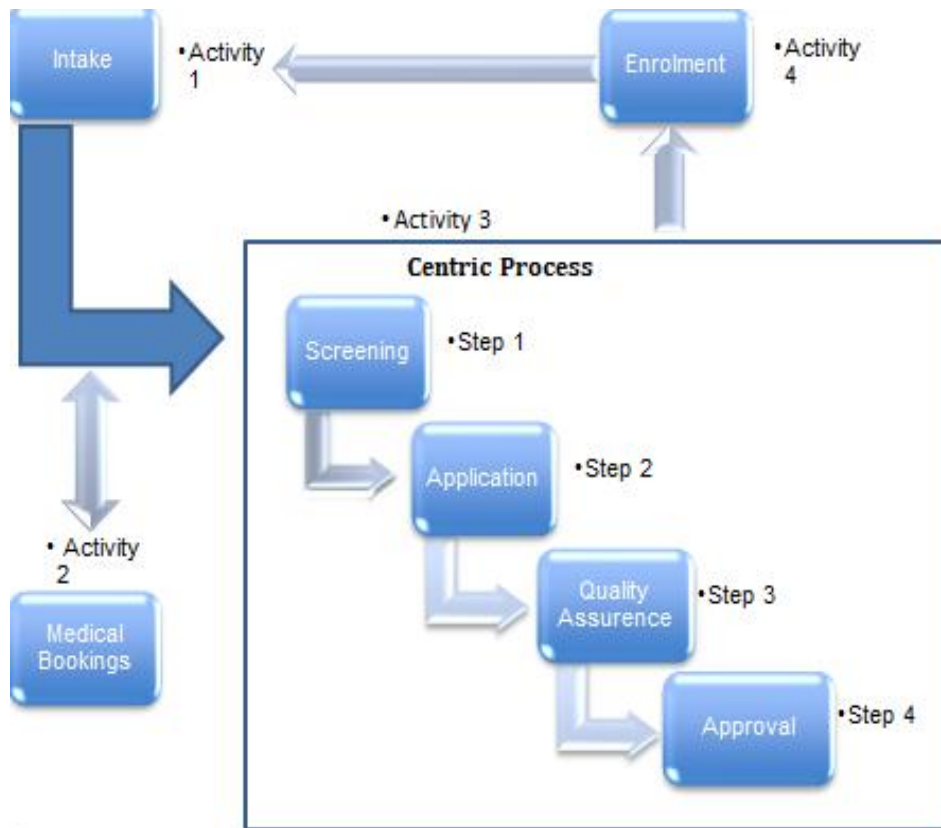 Intake
•Activity
1
Enrolment
•Activity
4
•Activity 3
Centric Process
Screening
•Step 1
Application
•Step 2
• Activity
2
Quality
Assurence
•Step 3
Medical
Bookings
Approval
•Step 4